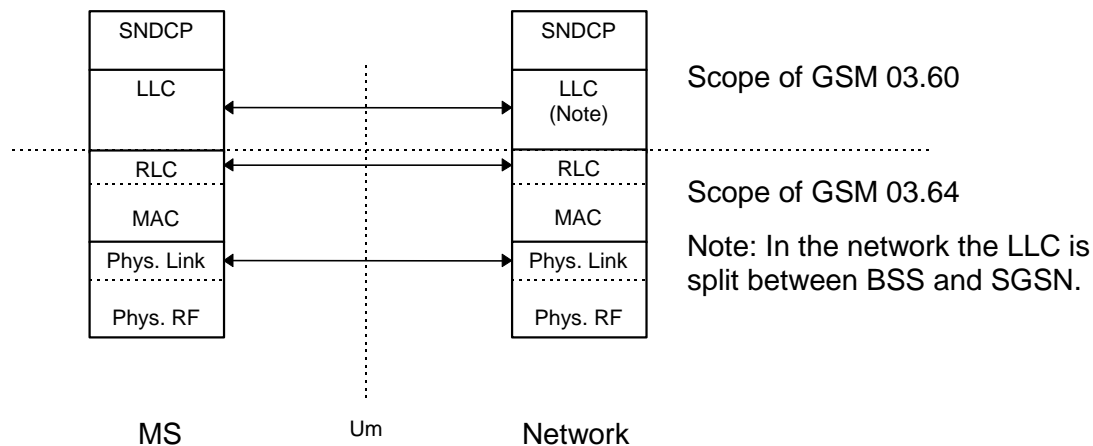 SNDCP
LLC
RLC
MAC
Phys. Link
Phys. RF
MS
Um
SNDCP
LLC
(Note)
RLC
MAC
Phys. Link
Phys. RF
Network
Scope of GSM 03.60
Scope of GSM 03.64
Note: In the network the LLC is
split between BSS and SGSN.